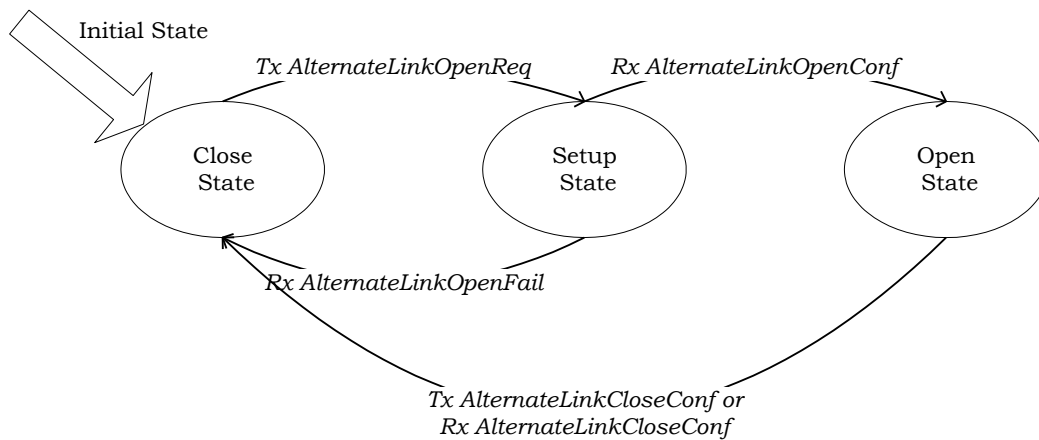 Initial State
Tx AlternateLinkOpenReq
Rx AlternateLinkOpenConf
Close
State
Setup
State
Open
State
Rx AlternateLinkOpenFail
Tx AlternateLinkCloseConf or
Rx AlternateLinkCloseConf